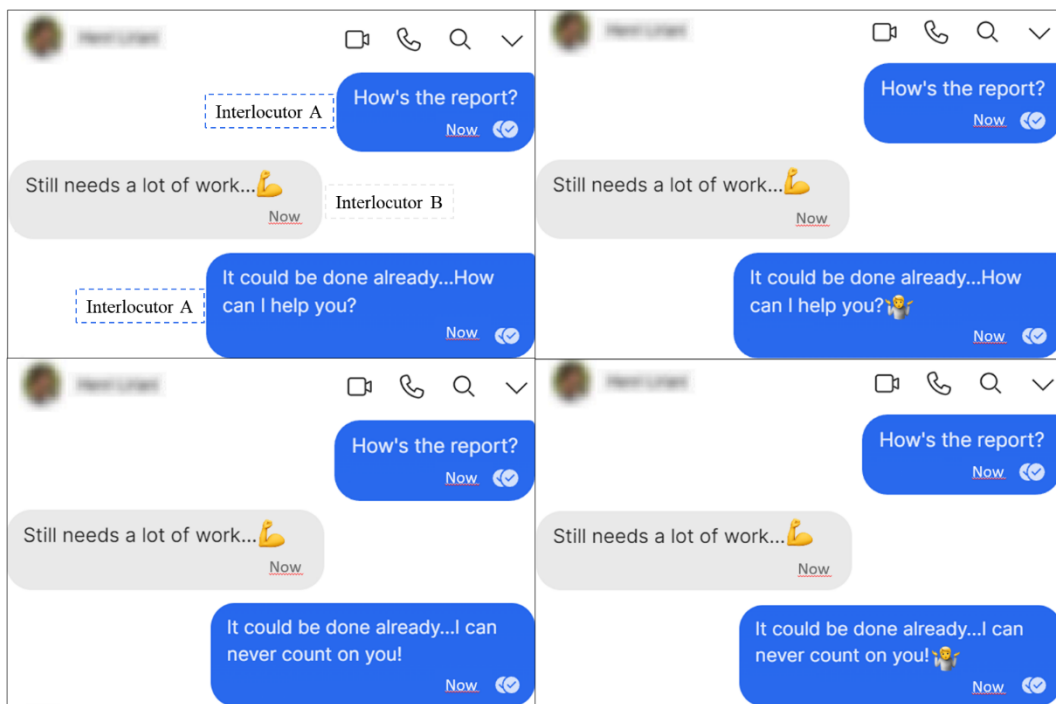 How's the report?
Interlocutor A
Now
Still needs a lot of work...💪
Interlocutor B
Now
It could be done already...How
can I help you?
Interlocutor A
Now
How's the report?
Now
Still needs a lot of work...💪
Now
It could be done already...How
can I help you?🤷
Now
How's the report?
Now
Still needs a lot of work...💪
Now
It could be done already...I can
never count on you!
Now
How's the report?
Now
Still needs a lot of work...💪
Now
It could be done already...I can
never count on you!🤷
Now